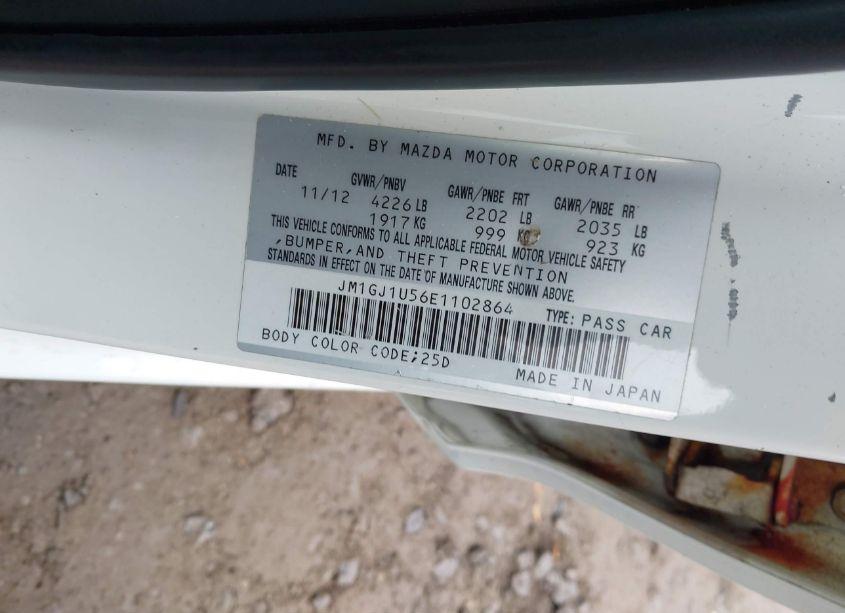 MFD. BY MAZDA MOTOR CORPORATION
DATE GVWR/PNBV GAWR/PNBE FRT GAWR/PNBE RR
11/12 4226 LB 2202 LB 2035 LB
1917 KG 999 KG 923 KG
THIS VEHICLE CONFORMS TO ALL APPLICABLE FEDERAL MOTOR VEHICLE SAFETY
,BUMPER,AND THEFT PREVENTION
STANDARDS IN EFFECT ON THE DATE OF MANUFACTURE SHOWN ABOVE.
JM1GJ1U56E1102864 TYPE: PASS CAR
BODY COLOR CODE;25D MADE IN JAPAN